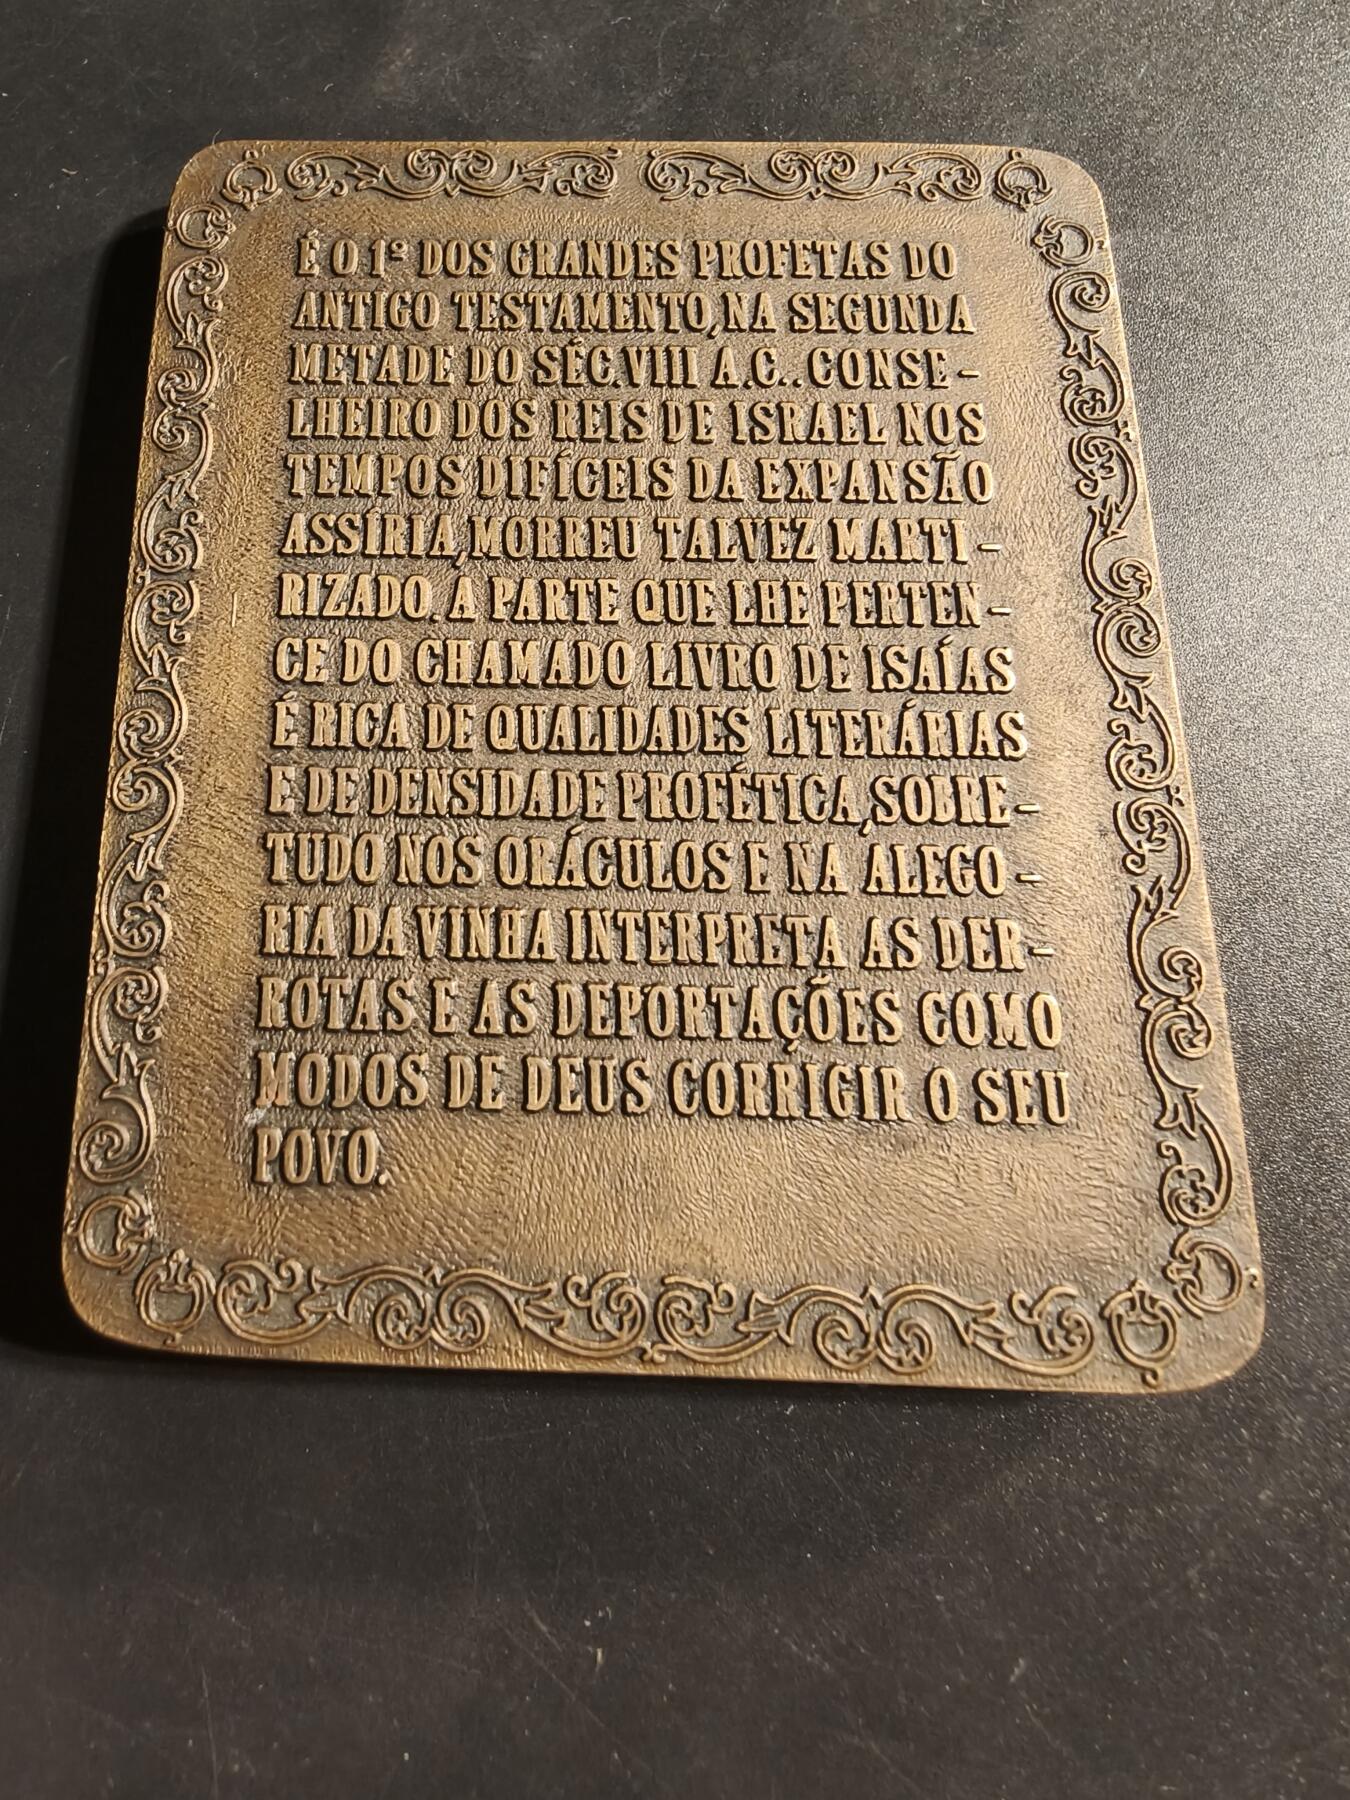 É O 1º DOS GRANDES PROFETAS DO
ANTIGO TESTAMENTO, NA SEGUNDA
METADE DO SÉC. VIII A.C.. CONSE-
LHEIRO DOS REIS DE ISRAEL NOS
TEMPOS DIFÍCEIS DA EXPANSÃO
ASSÍRIA, MORREU TALVEZ MARTI-
RIZADO. A PARTE QUE LHE PERTEN-
CE DO CHAMADO LIVRO DE ISAÍAS
É RICA DE QUALIDADES LITERÁRIAS
E DE DENSIDADE PROFÉTICA, SOBRE-
TUDO NOS ORÁCULOS E NA ALEGO-
RIA DA VINHA INTERPRETA AS DER-
ROTAS E AS DEPORTAÇÕES COMO
MODOS DE DEUS CORRIGIR O SEU
POVO.